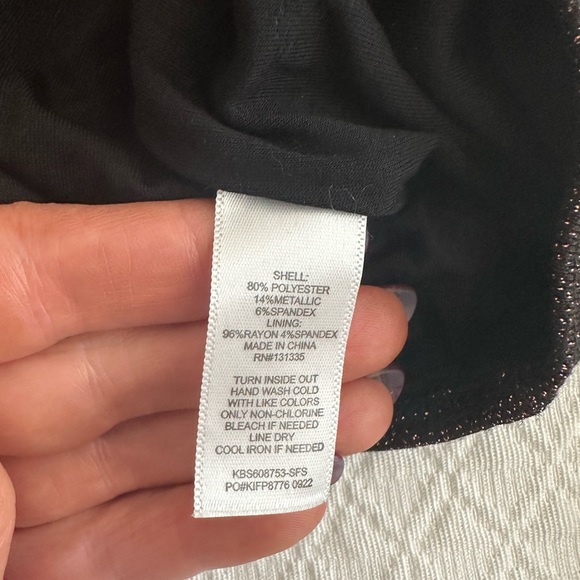 SHELL:
80% POLYESTER
14%METALLIC
6%SPANDEX
LINING:
96%RAYON 4%SPANDEX
MADE IN CHINA
RN#131335
TURN INSIDE OUT
HAND WASH COLD
WITH LIKE COLORS
ONLY NON-CHLORINE
BLEACH IF NEEDED
LINE DRY
COOL IRON IF NEEDED
KBS608753-SFS
PO#KIFP8776 0922